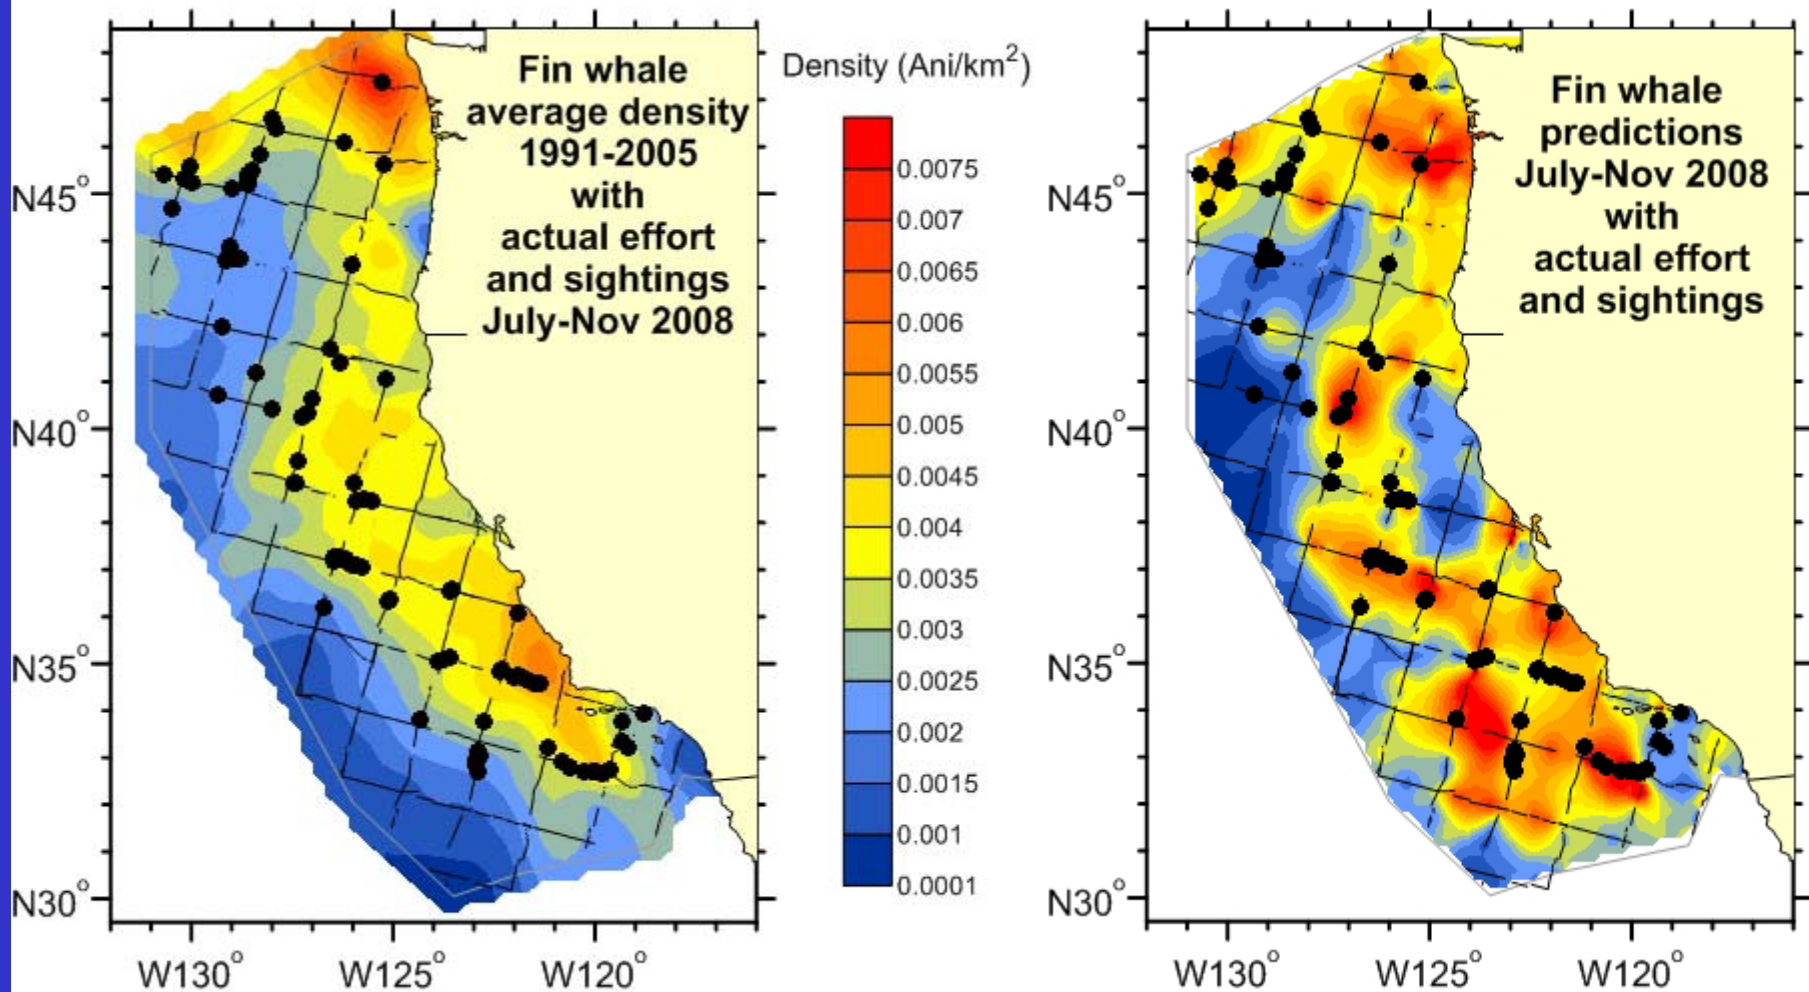 Fin whale
average density
1991-2005
with
actual effort
and sightings
July-Nov 2008
N45°
N40°
N35°
N30°
W130°
W125°
W120°
Density (Ani/km²)
0.0075
0.007
0.0065
0.006
0.0055
0.005
0.0045
0.004
0.0035
0.003
0.0025
0.002
0.0015
0.001
0.0001
Fin whale
predictions
July-Nov 2008
with
actual effort
and sightings
N45°
N40°
N35°
N30°
W130°
W125°
W120°